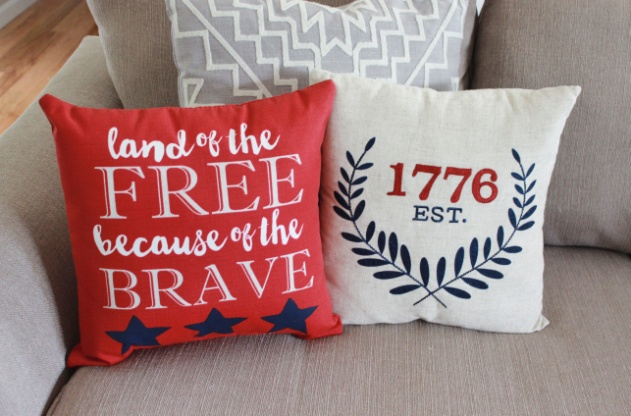 land of the
FREE
because of the
BRAVE
1776
EST.